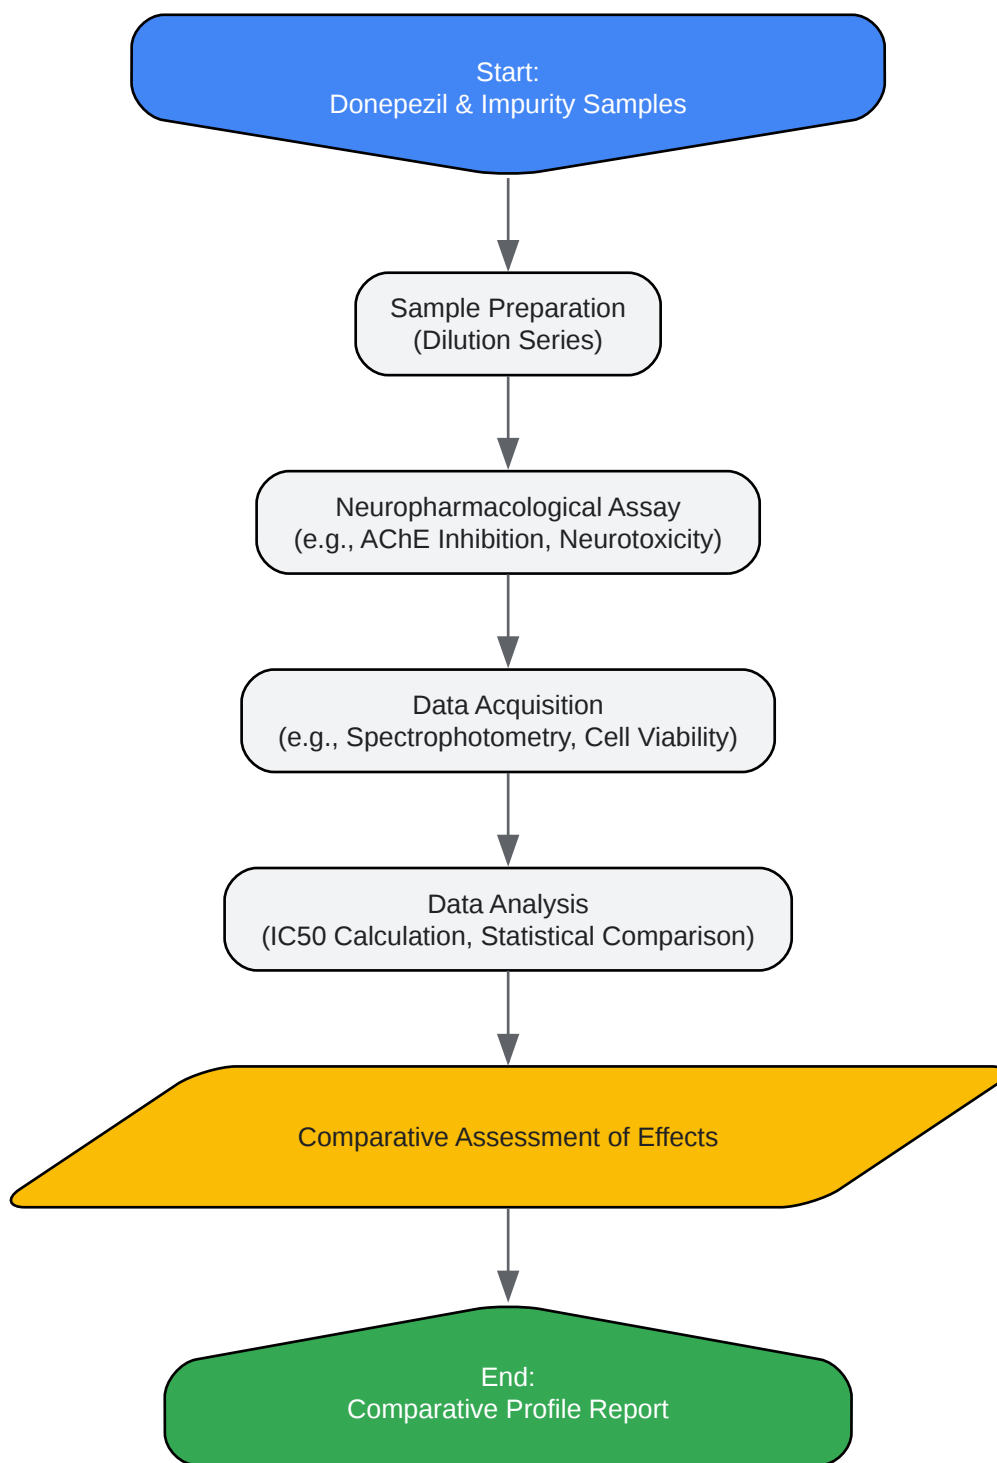 Start:
Donepezil & Impurity Samples
Sample Preparation
(Dilution Series)
Neuropharmacological Assay
(e.g., AChE Inhibition, Neurotoxicity)
Data Acquisition
(e.g., Spectrophotometry, Cell Viability)
Data Analysis
(IC50 Calculation, Statistical Comparison)
Comparative Assessment of Effects
End:
Comparative Profile Report